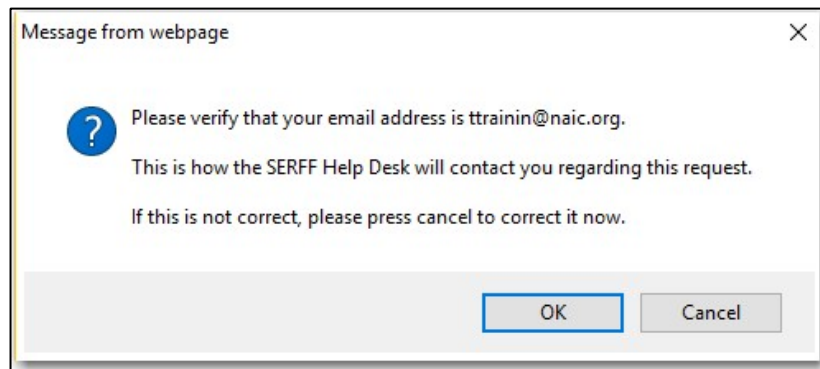 Message from webpage
Please verify that your email address is ttrainin@naic.org.
This is how the SERFF Help Desk will contact you regarding this request.
If this is not correct, please press cancel to correct it now.
OK
Cancel